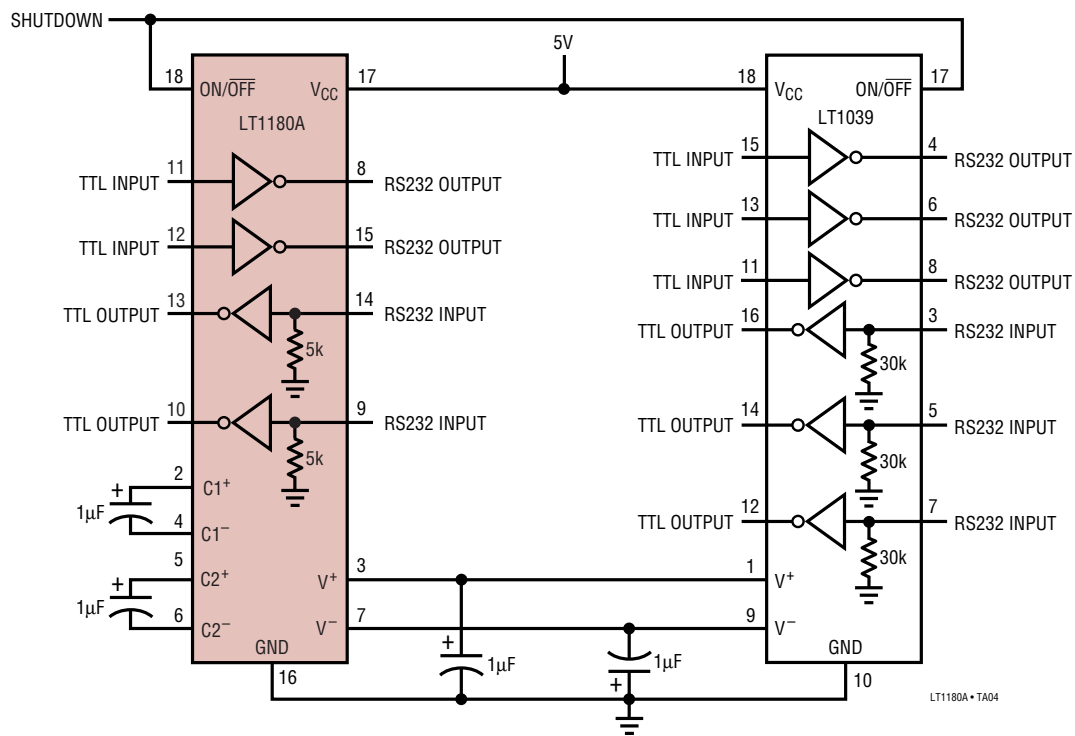 SHUTDOWN
5V
18
ON/OFF
VCC
17
LT1180A
TTL INPUT
11
8
RS232 OUTPUT
TTL INPUT
12
15
RS232 OUTPUT
TTL OUTPUT
13
14
RS232 INPUT
5k
TTL OUTPUT
10
9
RS232 INPUT
5k
2
C1+
+
1µF
4
C1−
5
C2+
+
1µF
6
C2−
V+
3
V−
7
GND
16
+
1µF
1µF
+
18
VCC
ON/OFF
17
LT1039
TTL INPUT
15
4
RS232 OUTPUT
TTL INPUT
13
6
RS232 OUTPUT
TTL INPUT
11
8
RS232 OUTPUT
TTL OUTPUT
16
3
RS232 INPUT
30k
TTL OUTPUT
14
5
RS232 INPUT
30k
TTL OUTPUT
12
7
RS232 INPUT
30k
1
V+
9
V−
GND
10
LT1180A • TA04